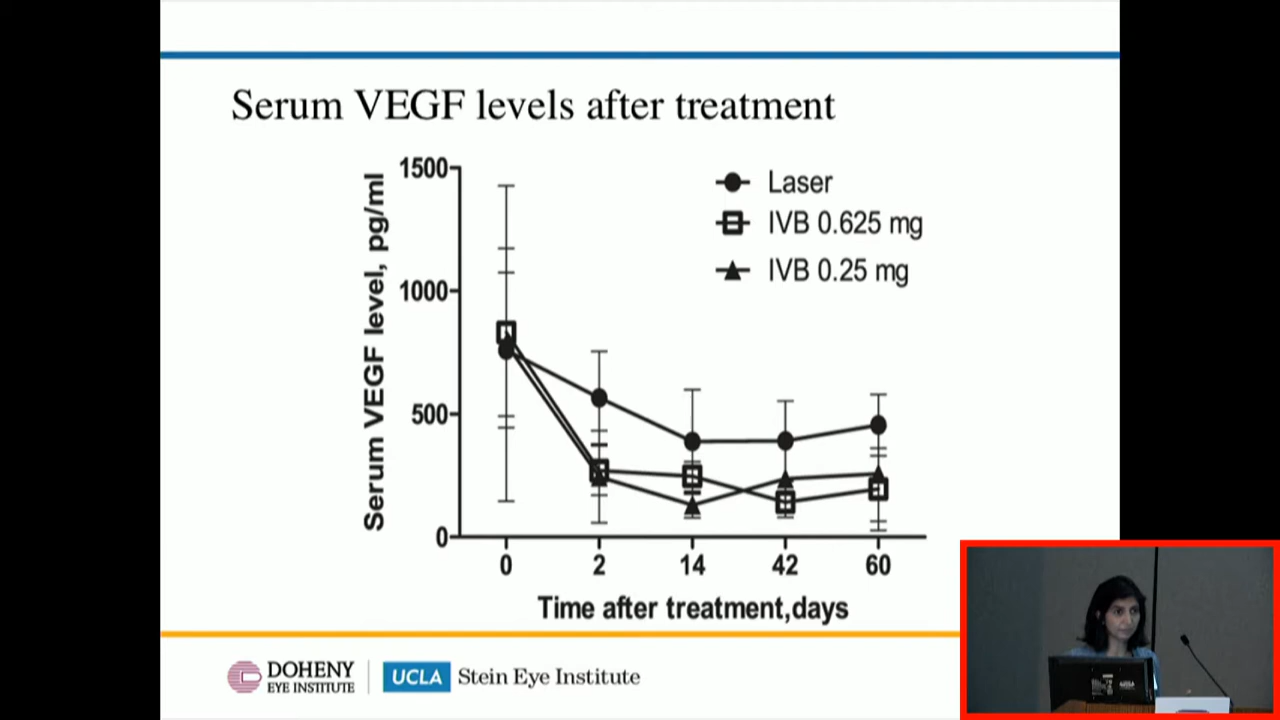 Serum VEGF levels after treatment
Serum VEGF level, pg/ml
1500
1000
500
0
Laser
IVB 0.625 mg
IVB 0.25 mg
0 2 14 42 60
Time after treatment,days
DOHENY
EYE INSTITUTE
UCLA Stein Eye Institute